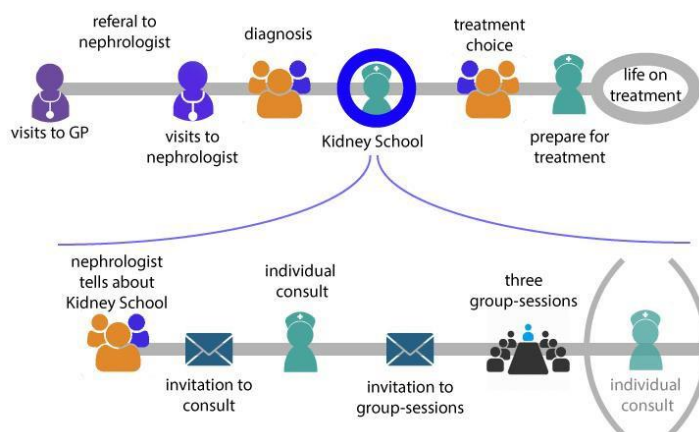 referal to
nephrologist
diagnosis
treatment
choice
life on
treatment
visits to GP
visits to
nephrologist
Kidney School
prepare for
treatment
nephrologist
tells about
Kidney School
individual
consult
three
group-sessions
invitation to
consult
invitation to
group-sessions
individual
consult